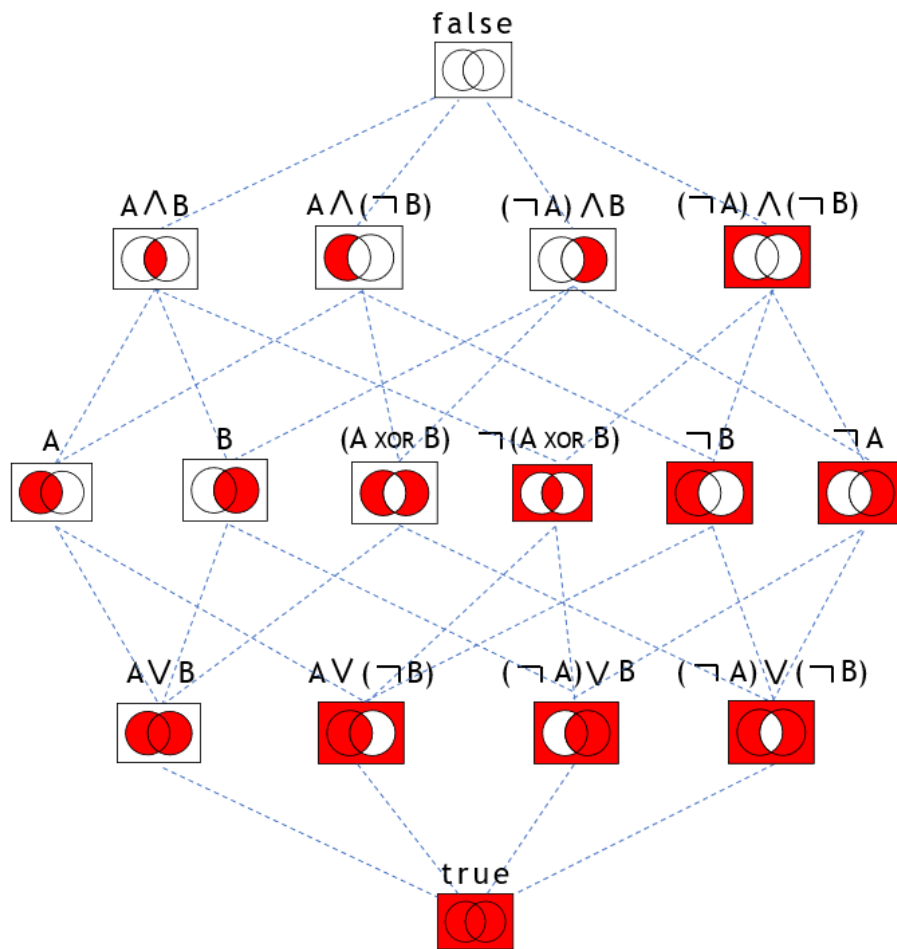 false
A ∧ B
A ∧ (¬ B)
(¬ A) ∧ B
(¬ A) ∧ (¬ B)
A
B
(A XOR B)
¬ (A XOR B)
¬ B
¬ A
A ∨ B
A ∨ (¬ B)
(¬ A) ∨ B
(¬ A) ∨ (¬ B)
true